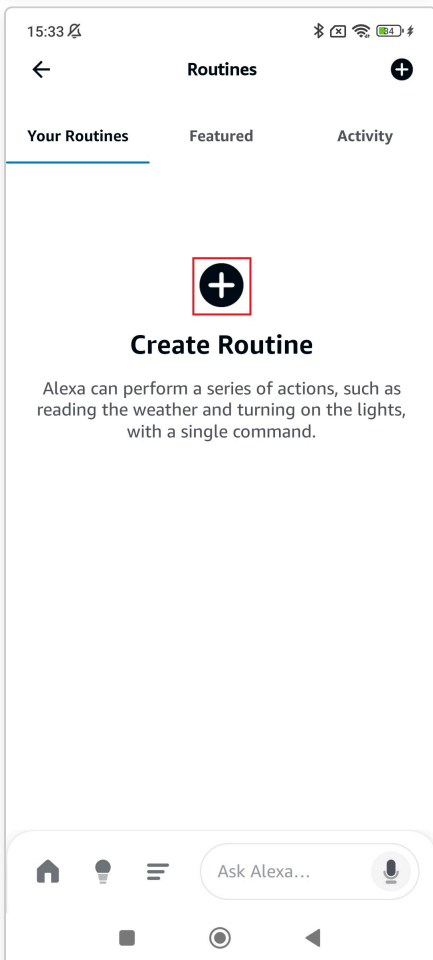 15:33
84
Routines
Your Routines Featured Activity
Create Routine
Alexa can perform a series of actions, such as
reading the weather and turning on the lights,
with a single command.
Ask Alexa...